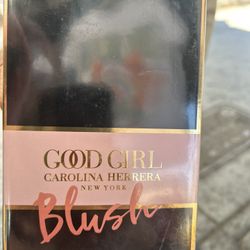 GOOD GIRL
CAROLINA HERRERA
NEW YORK
Blush